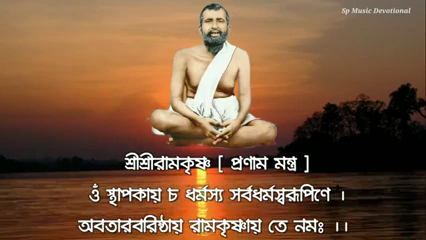 Sp Music Devotional
শ্রীশ্রীরামকৃষ্ণ [ প্রণাম মন্ত্র ]
ওঁ স্থাপকায় চ ধর্মস্য সর্বধর্মস্বরূপিণে ।
অবতারবরিষ্ঠায় রামকৃষ্ণায় তে নমঃ ।।